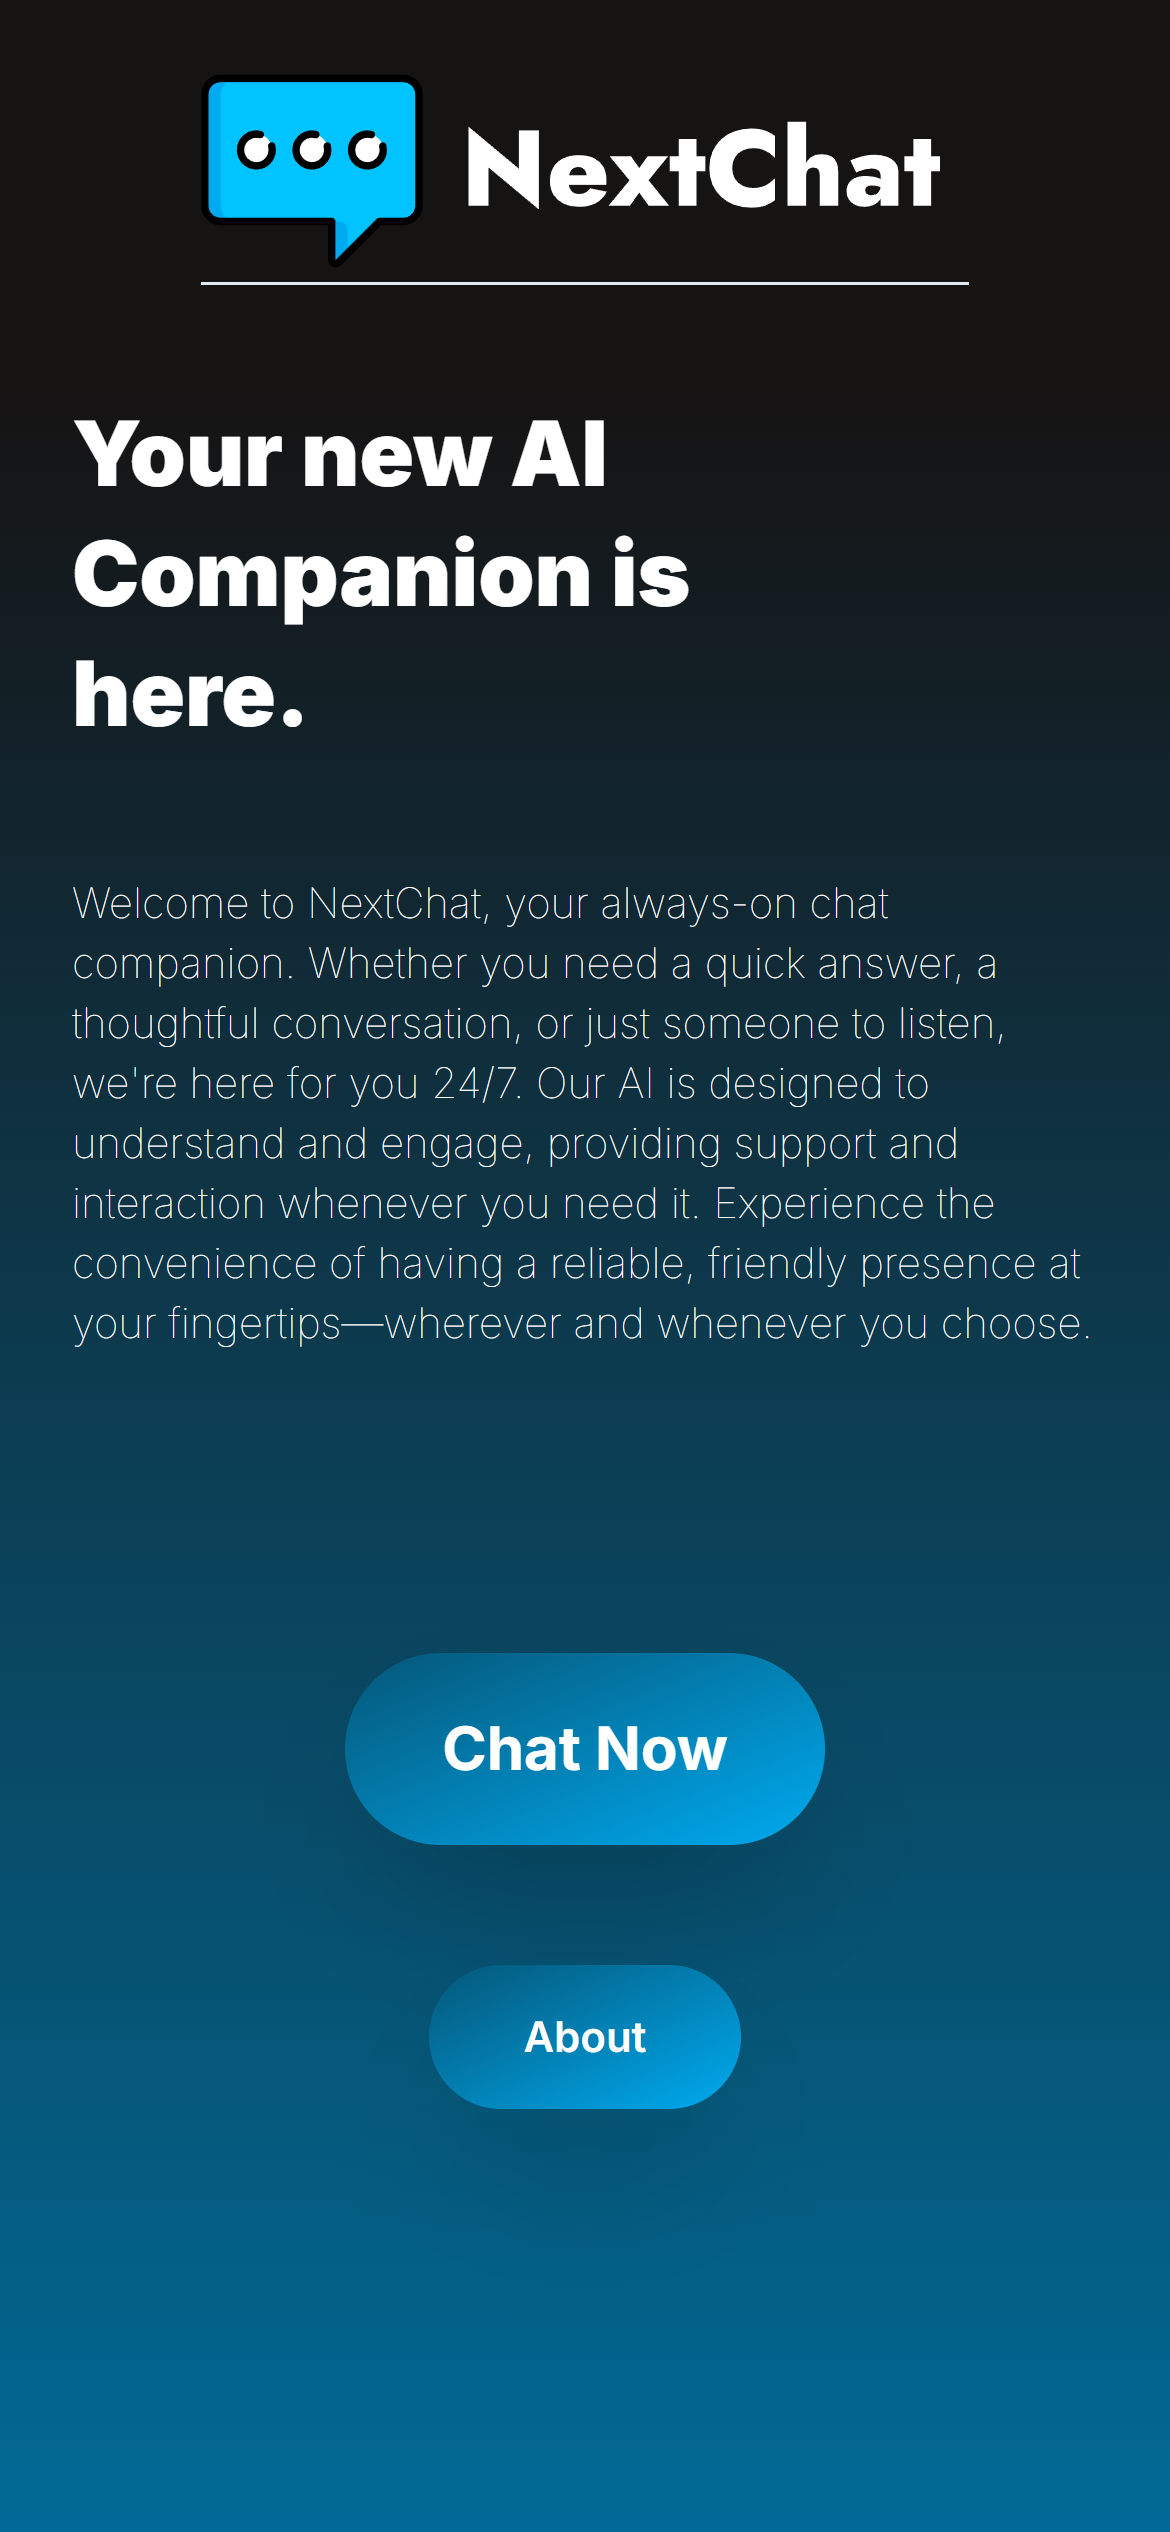 NextChat
Your new AI
Companion is
here.
Welcome to NextChat, your always-on chat
companion. Whether you need a quick answer, a
thoughtful conversation, or just someone to listen,
we're here for you 24/7. Our AI is designed to
understand and engage, providing support and
interaction whenever you need it. Experience the
convenience of having a reliable, friendly presence at
your fingertips—wherever and whenever you choose.
Chat Now
About